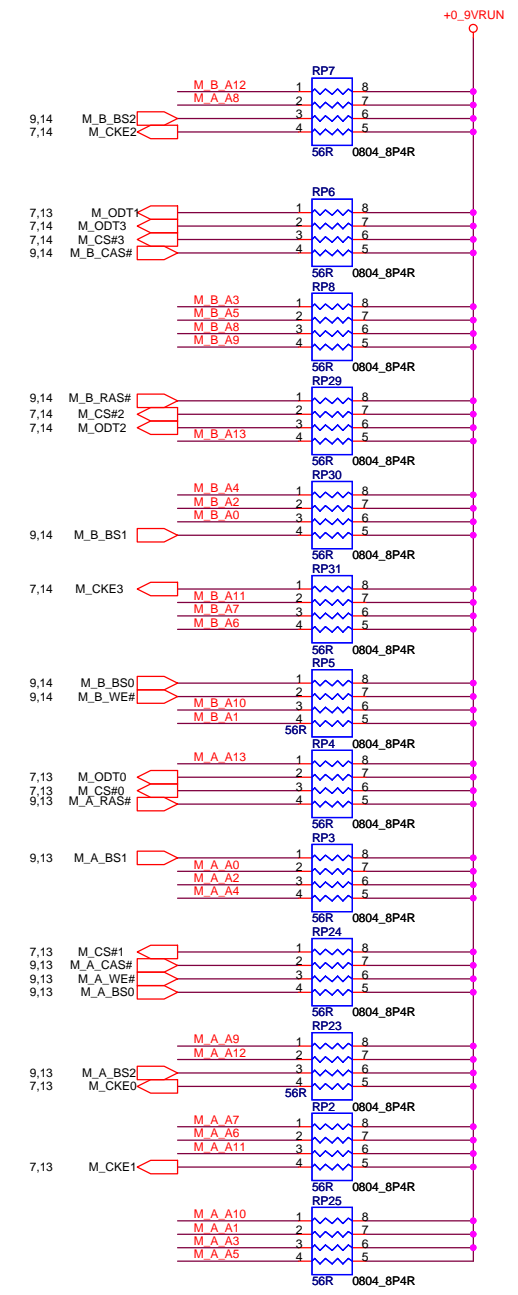 +0_9VRUN
RP7
M_B_A12 1 8
M_A_A8 2 7
9,14 M_B_BS2 3 6
7,14 M_CKE2 4 5
56R 0804_8P4R
RP6
7,13 M_ODT1 1 8
7,14 M_ODT3 2 7
7,14 M_CS#3 3 6
9,14 M_B_CAS# 4 5
56R 0804_8P4R
RP8
M_B_A3 1 8
M_B_A5 2 7
M_B_A8 3 6
M_B_A9 4 5
56R 0804_8P4R
RP29
9,14 M_B_RAS# 1 8
7,14 M_CS#2 2 7
7,14 M_ODT2 3 6
M_B_A13 4 5
56R 0804_8P4R
RP30
M_B_A4 1 8
M_B_A2 2 7
M_B_A0 3 6
9,14 M_B_BS1 4 5
56R 0804_8P4R
RP31
7,14 M_CKE3 1 8
M_B_A11 2 7
M_B_A7 3 6
M_B_A6 4 5
56R 0804_8P4R
RP5
9,14 M_B_BS0 1 8
9,14 M_B_WE# 2 7
M_B_A10 3 6
M_B_A1 4 5
56R 0804_8P4R
RP4
M_A_A13 1 8
7,13 M_ODT0 2 7
7,13 M_CS#0 3 6
9,13 M_A_RAS# 4 5
56R 0804_8P4R
RP3
9,13 M_A_BS1 1 8
M_A_A0 2 7
M_A_A2 3 6
M_A_A4 4 5
56R 0804_8P4R
RP24
7,13 M_CS#1 1 8
9,13 M_A_CAS# 2 7
9,13 M_A_WE# 3 6
9,13 M_A_BS0 4 5
56R 0804_8P4R
RP23
M_A_A9 1 8
M_A_A12 2 7
9,13 M_A_BS2 3 6
7,13 M_CKE0 4 5
56R 0804_8P4R
RP2
M_A_A7 1 8
M_A_A6 2 7
M_A_A11 3 6
7,13 M_CKE1 4 5
56R 0804_8P4R
RP25
M_A_A10 1 8
M_A_A1 2 7
M_A_A3 3 6
M_A_A5 4 5
56R 0804_8P4R